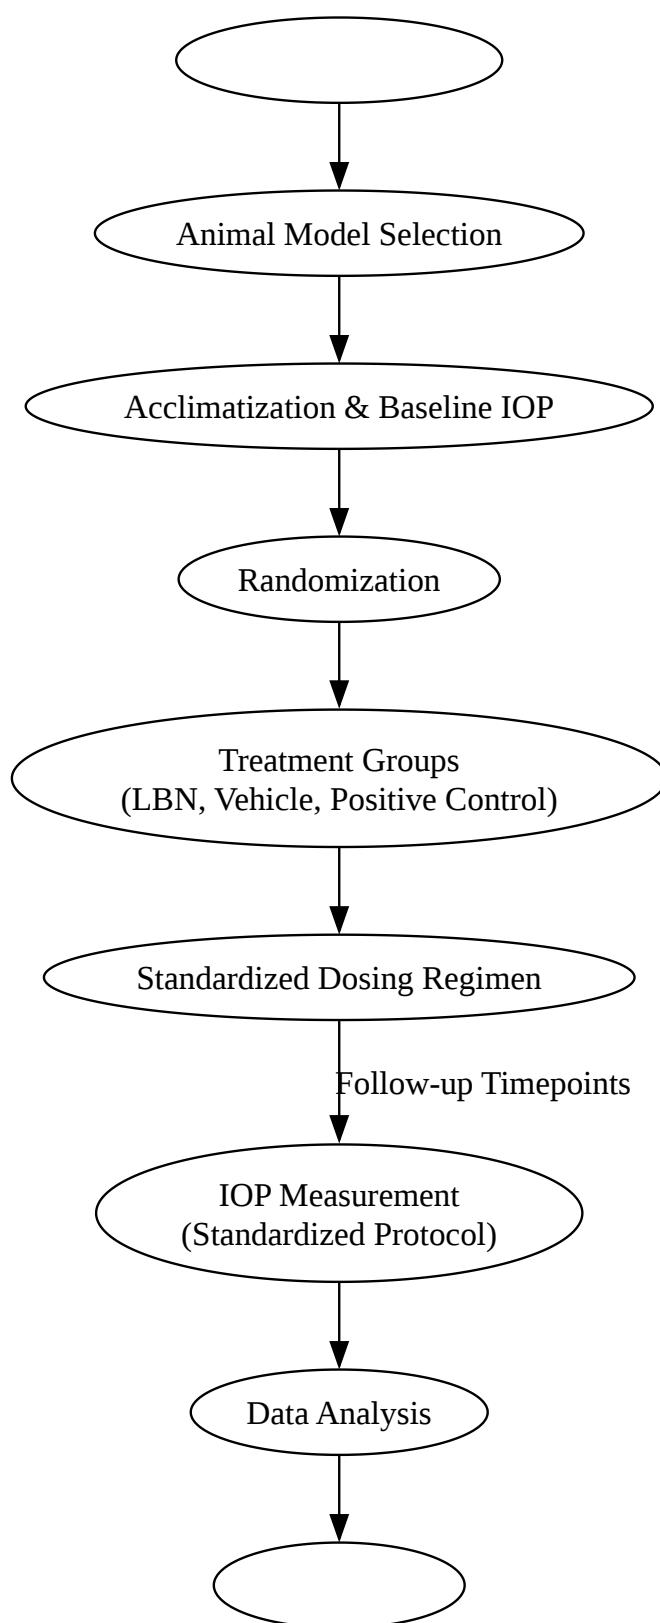 Animal Model Selection
Acclimatization & Baseline IOP
Randomization
Treatment Groups
(LBN, Vehicle, Positive Control)
Standardized Dosing Regimen
Follow-up Timepoints
IOP Measurement
(Standardized Protocol)
Data Analysis